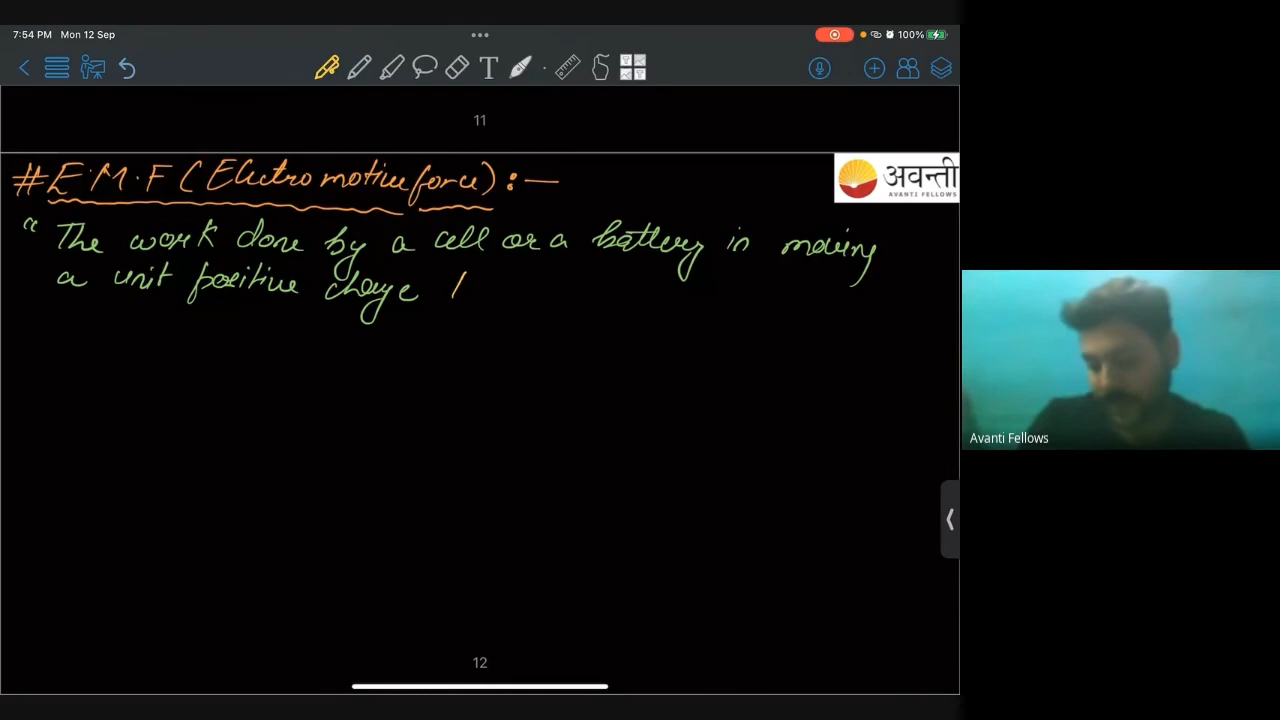 7:54 PM Mon 12 Sep
100%
T
11
#E.M.F (Electromotive force) :—
अवन्ती
AVANTI FELLOWS
"The work done by a cell or a battery in moving
a unit positive charge
Avanti Fellows
12